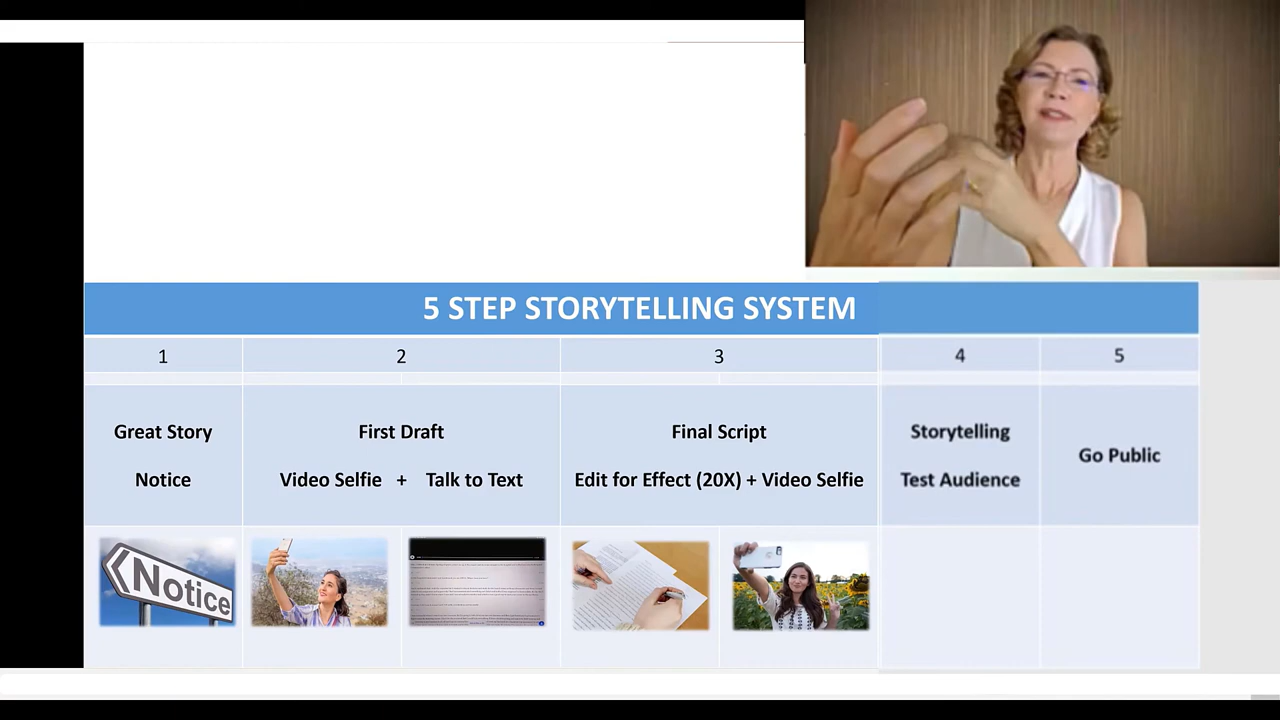 5 STEP STORYTELLING SYSTEM
1
2
3
4
5
Great Story
Notice
First Draft
Video Selfie + Talk to Text
Final Script
Edit for Effect (20X) + Video Selfie
Storytelling
Test Audience
Go Public
Notice